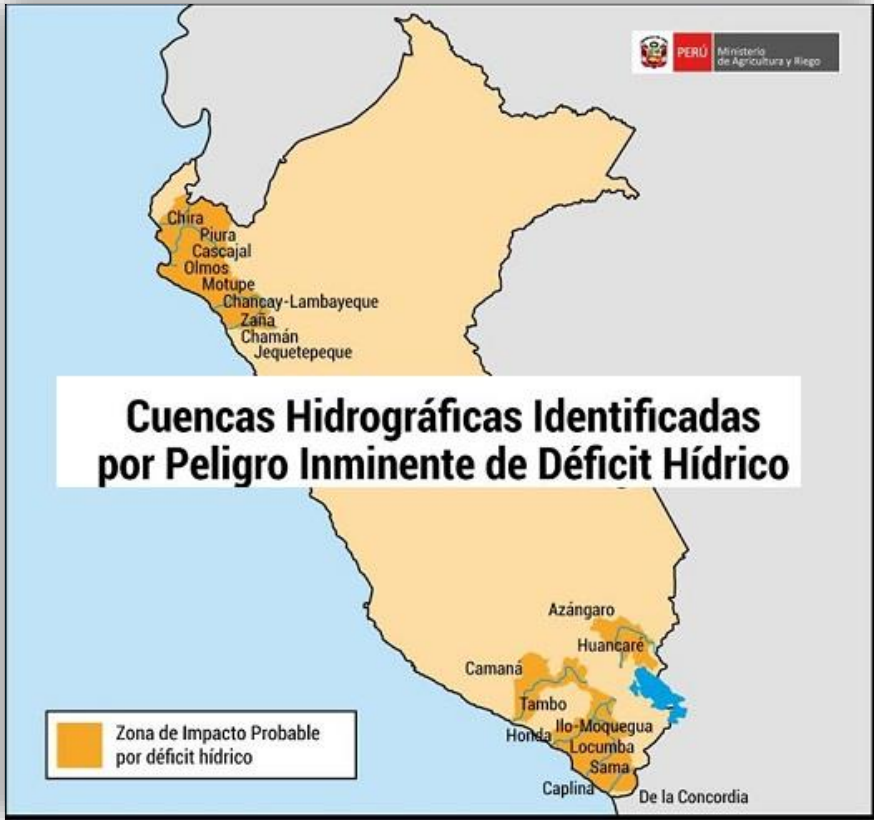 PERÚ
Ministerio
de Agricultura y Riego
Chira
Piura
Cascajal
Olmos
Motupe
Chancay-Lambayeque
Zaña
Chamán
Jequetepeque
Cuencas Hidrográficas Identificadas
por Peligro Inminente de Déficit Hídrico
Azángaro
Huancaré
Camaná
Tambo
Ilo-Moquegua
Honda
Locumba
Sama
Caplina
De la Concordia
Zona de Impacto Probable
por déficit hídrico